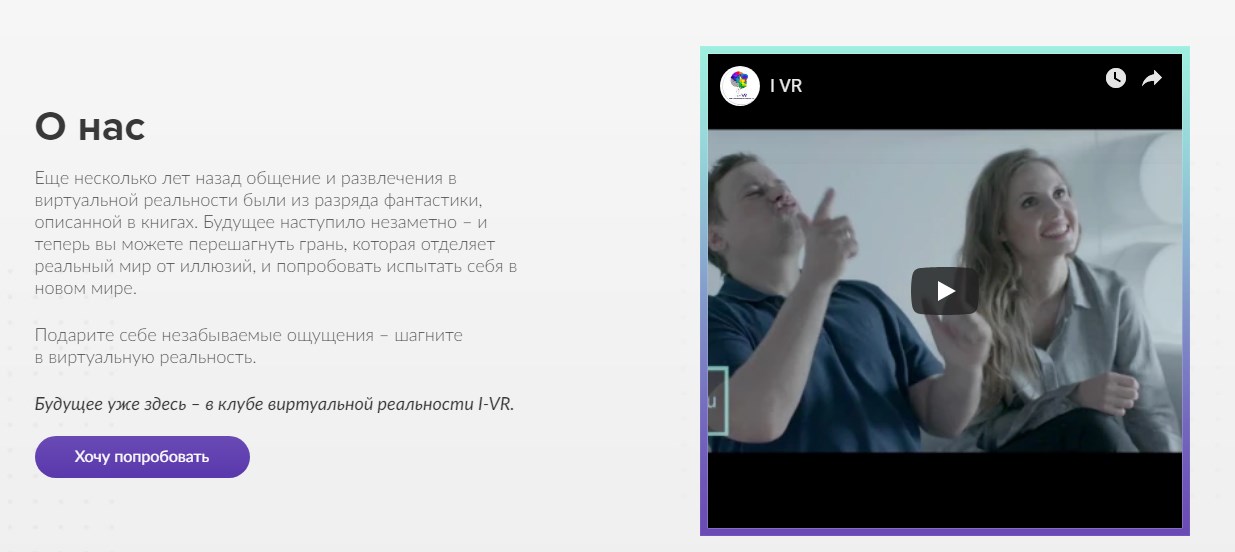 О нас
Еще несколько лет назад общение и развлечения в
виртуальной реальности были из разряда фантастики,
описанной в книгах. Будущее наступило незаметно – и
теперь вы можете перешагнуть грань, которая отделяет
реальный мир от иллюзий, и попробовать испытать себя в
новом мире.
Подарите себе незабываемые ощущения – шагните
в виртуальную реальность.
Будущее уже здесь – в клубе виртуальной реальности I-VR.
Хочу попробовать
I VR